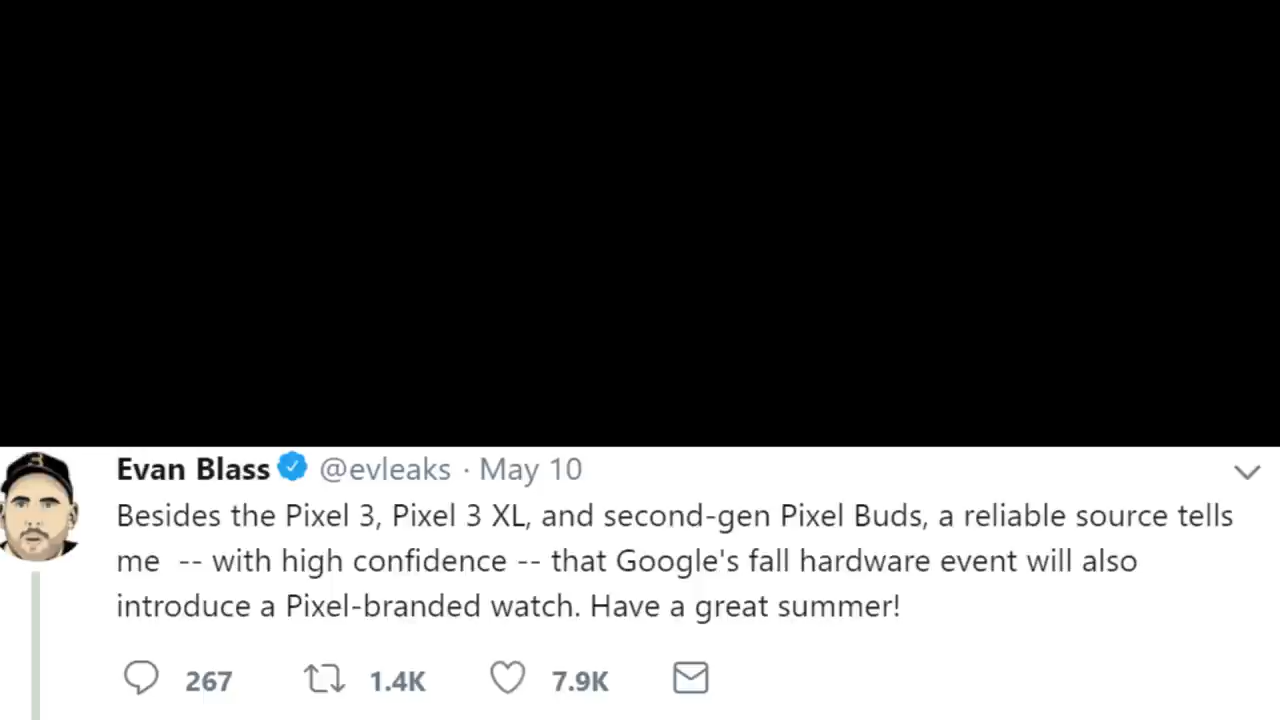 Evan Blass @evleaks · May 10
Besides the Pixel 3, Pixel 3 XL, and second-gen Pixel Buds, a reliable source tells
me -- with high confidence -- that Google's fall hardware event will also
introduce a Pixel-branded watch. Have a great summer!
267 1.4K 7.9K